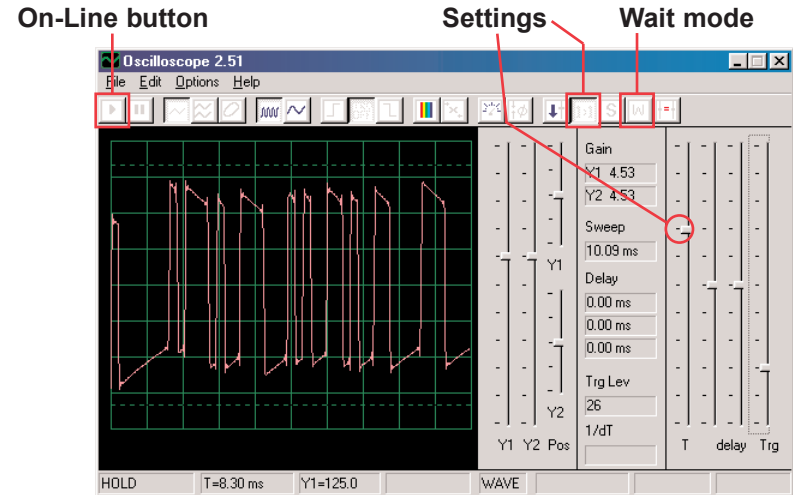 On-Line button Settings Wait mode
Oscilloscope 2.51
File Edit Options Help
Gain
Y1 4.53
Y2 4.53
Sweep
10.09 ms
Y1
Delay
0.00 ms
0.00 ms
0.00 ms
Trg Lev
26
Y2
1/dT
Y1 Y2 Pos T delay Trg
HOLD T=8.30 ms Y1=125.0 WAVE